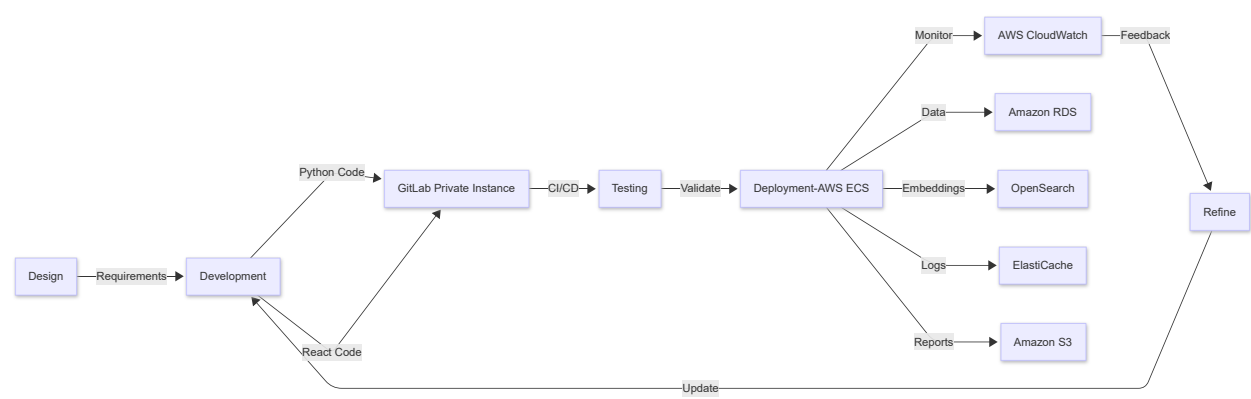 Design
Requirements
Development
Python Code
React Code
GitLab Private Instance
CI/CD
Testing
Validate
Deployment-AWS ECS
Monitor
AWS CloudWatch
Feedback
Data
Amazon RDS
Embeddings
OpenSearch
Logs
ElastiCache
Reports
Amazon S3
Refine
Update